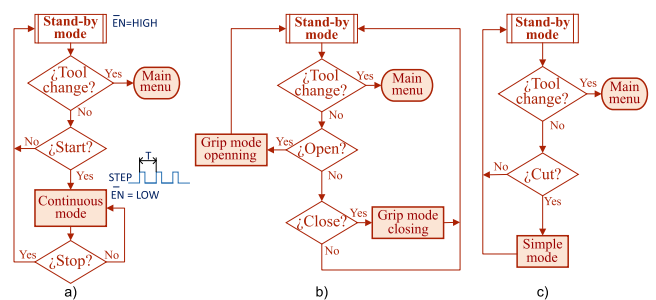 a)
Stand-by
mode
EN=HIGH
¿Tool
change?
Yes
Main
menu
No
¿Start?
No
Yes
T
STEP
EN = LOW
Continuous
mode
¿Stop?
Yes
No
a)
b)
Stand-by
mode
¿Tool
change?
Yes
Main
menu
No
¿Open?
Yes
Grip mode
openning
No
¿Close?
Yes
Grip mode
closing
No
b)
c)
Stand-by
mode
¿Tool
change?
Yes
Main
menu
No
¿Cut?
No
Yes
Simple
mode
c)